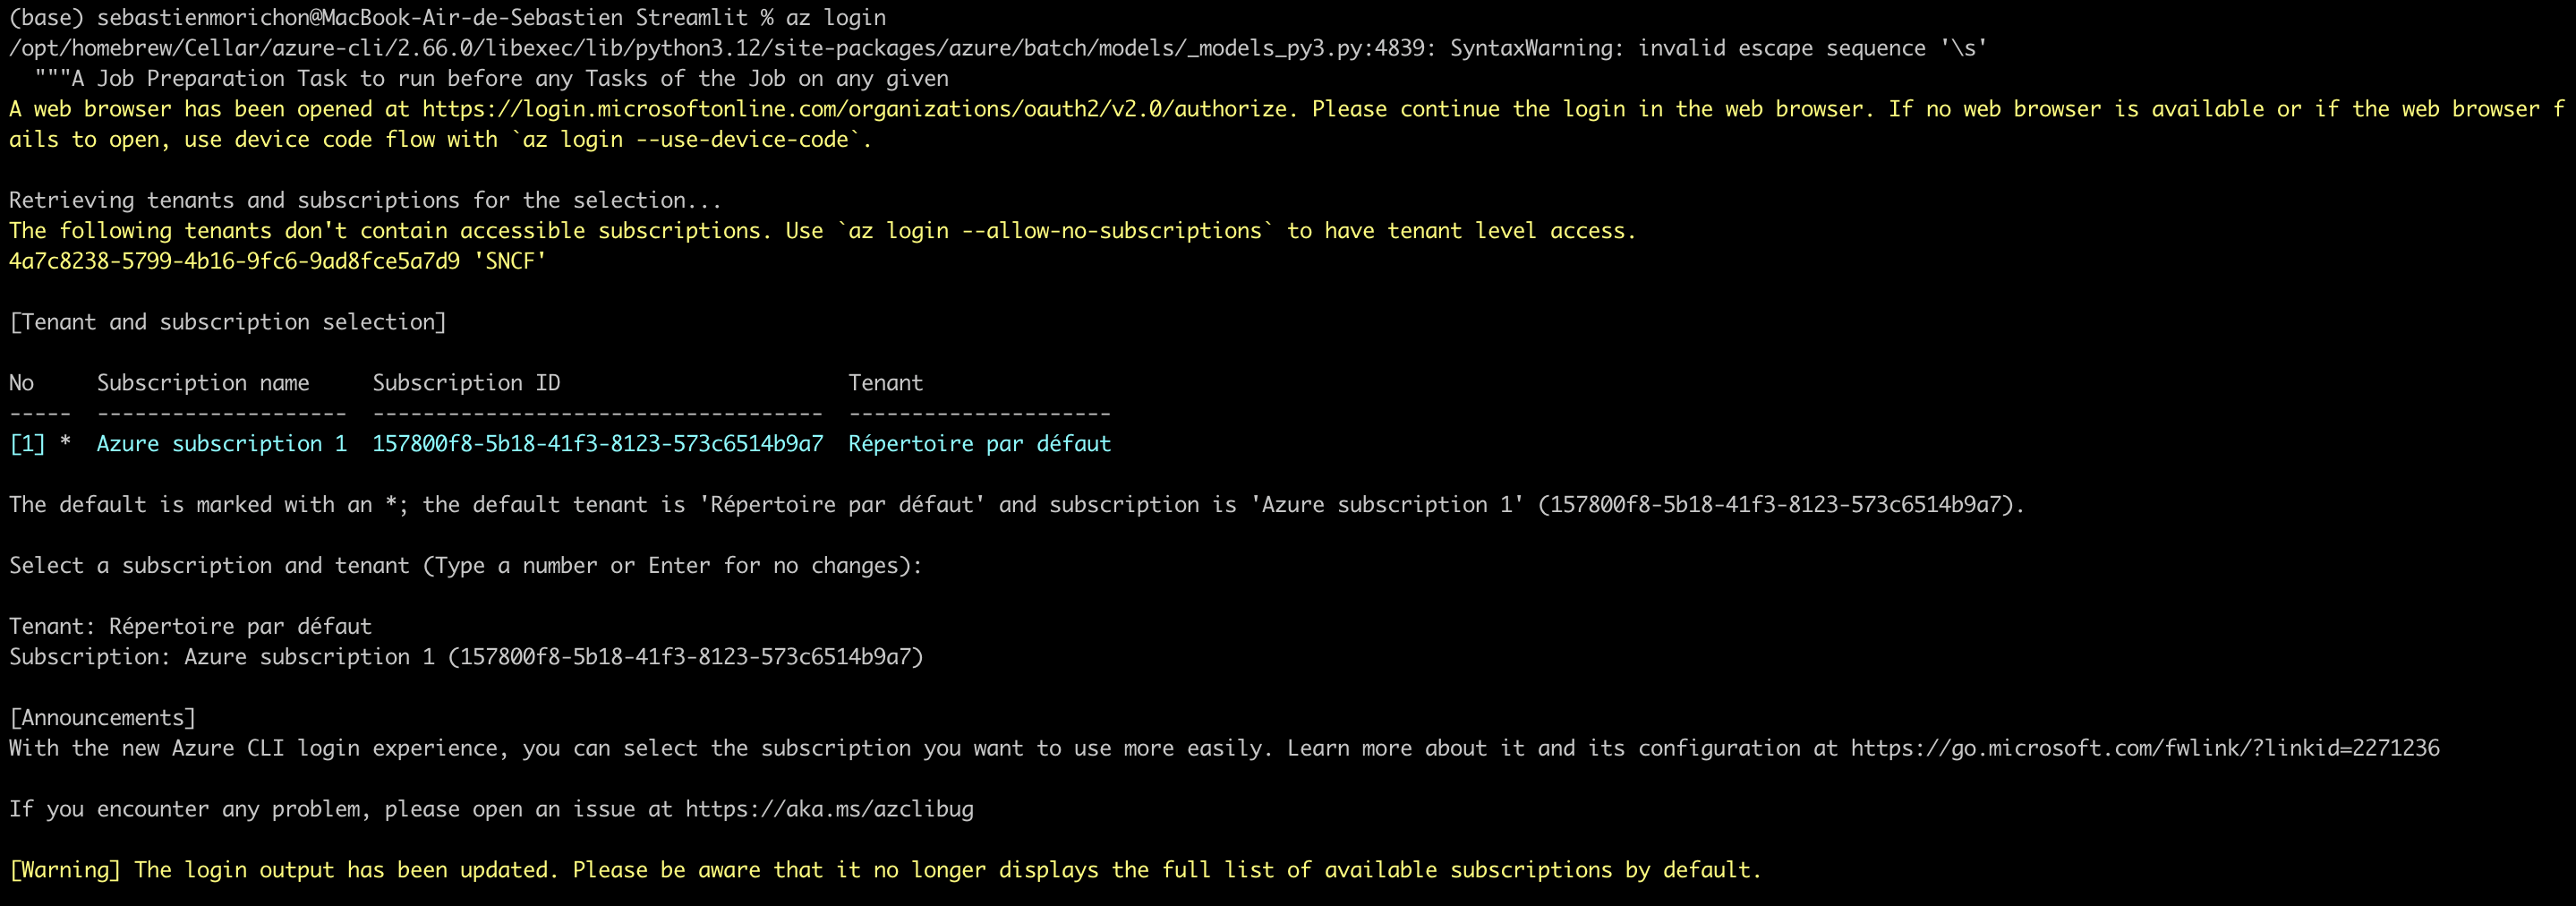 (base) sebastienmorichon@MacBook-Air-de-Sebastien Streamlit % az login
/opt/homebrew/Cellar/azure-cli/2.66.0/libexec/lib/python3.12/site-packages/azure/batch/models/_models_py3.py:4839: SyntaxWarning: invalid escape sequence '\s'
  """A Job Preparation Task to run before any Tasks of the Job on any given
A web browser has been opened at https://login.microsoftonline.com/organizations/oauth2/v2.0/authorize. Please continue the login in the web browser. If no web browser is available or if the web browser f
ails to open, use device code flow with `az login --use-device-code`.

Retrieving tenants and subscriptions for the selection...
The following tenants don't contain accessible subscriptions. Use `az login --allow-no-subscriptions` to have tenant level access.
4a7c8238-5799-4b16-9fc6-9ad8fce5a7d9 'SNCF'

[Tenant and subscription selection]

No     Subscription name     Subscription ID                       Tenant
-----  --------------------  ------------------------------------  ---------------------
[1] *  Azure subscription 1  157800f8-5b18-41f3-8123-573c6514b9a7  Répertoire par défaut

The default is marked with an *; the default tenant is 'Répertoire par défaut' and subscription is 'Azure subscription 1' (157800f8-5b18-41f3-8123-573c6514b9a7).

Select a subscription and tenant (Type a number or Enter for no changes):

Tenant: Répertoire par défaut
Subscription: Azure subscription 1 (157800f8-5b18-41f3-8123-573c6514b9a7)

[Announcements]
With the new Azure CLI login experience, you can select the subscription you want to use more easily. Learn more about it and its configuration at https://go.microsoft.com/fwlink/?linkid=2271236

If you encounter any problem, please open an issue at https://aka.ms/azclibug

[Warning] The login output has been updated. Please be aware that it no longer displays the full list of available subscriptions by default.